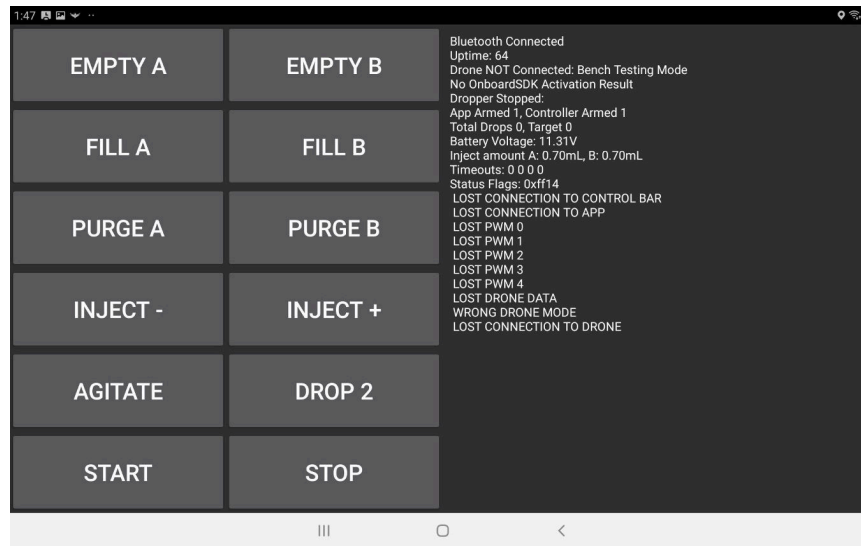 1:47
EMPTY A
EMPTY B
FILL A
FILL B
PURGE A
PURGE B
INJECT -
INJECT +
AGITATE
DROP 2
START
STOP
Bluetooth Connected
Uptime: 64
Drone NOT Connected: Bench Testing Mode
No OnboardSDK Activation Result
Dropper Stopped:
App Armed 1, Controller Armed 1
Total Drops 0, Target 0
Battery Voltage: 11.31V
Inject amount A: 0.70mL, B: 0.70mL
Timeouts: 0 0 0 0
Status Flags: 0xff14
LOST CONNECTION TO CONTROL BAR
LOST CONNECTION TO APP
LOST PWM 0
LOST PWM 1
LOST PWM 2
LOST PWM 3
LOST PWM 4
LOST DRONE DATA
WRONG DRONE MODE
LOST CONNECTION TO DRONE